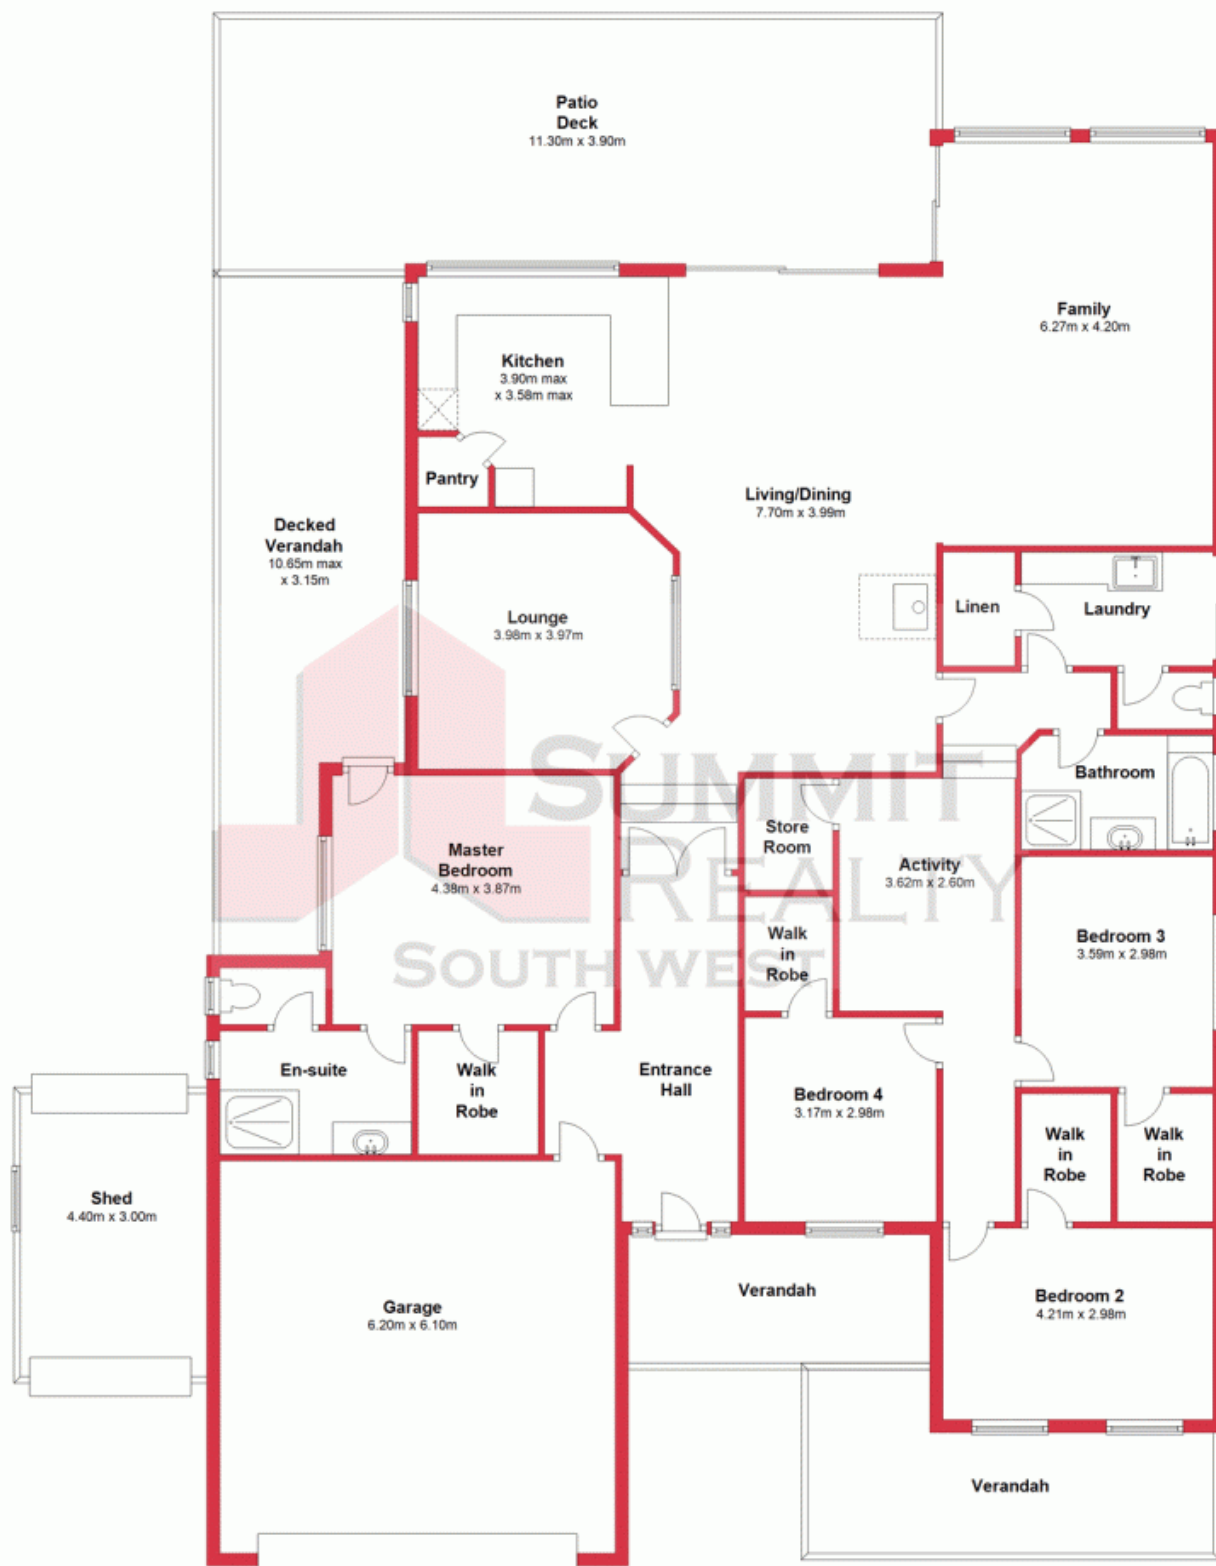 Patio
Deck
11.30m x 3.90m
Family
6.27m x 4.20m
Kitchen
3.90m max
x 3.58m max
Pantry
Living/Dining
7.70m x 3.99m
Decked
Verandah
10.65m max
x 3.15m
Lounge
3.98m x 3.97m
Linen
Laundry
SUMMIT
REALTY
SOUTH WEST
Bathroom
Store
Room
Master
Bedroom
4.38m x 3.87m
Activity
3.62m x 2.60m
Walk
in
Robe
Bedroom 3
3.59m x 2.98m
En-suite
Walk
in
Robe
Entrance
Hall
Bedroom 4
3.17m x 2.98m
Walk
in
Robe
Walk
in
Robe
Shed
4.40m x 3.00m
Garage
6.20m x 6.10m
Verandah
Bedroom 2
4.21m x 2.98m
Verandah